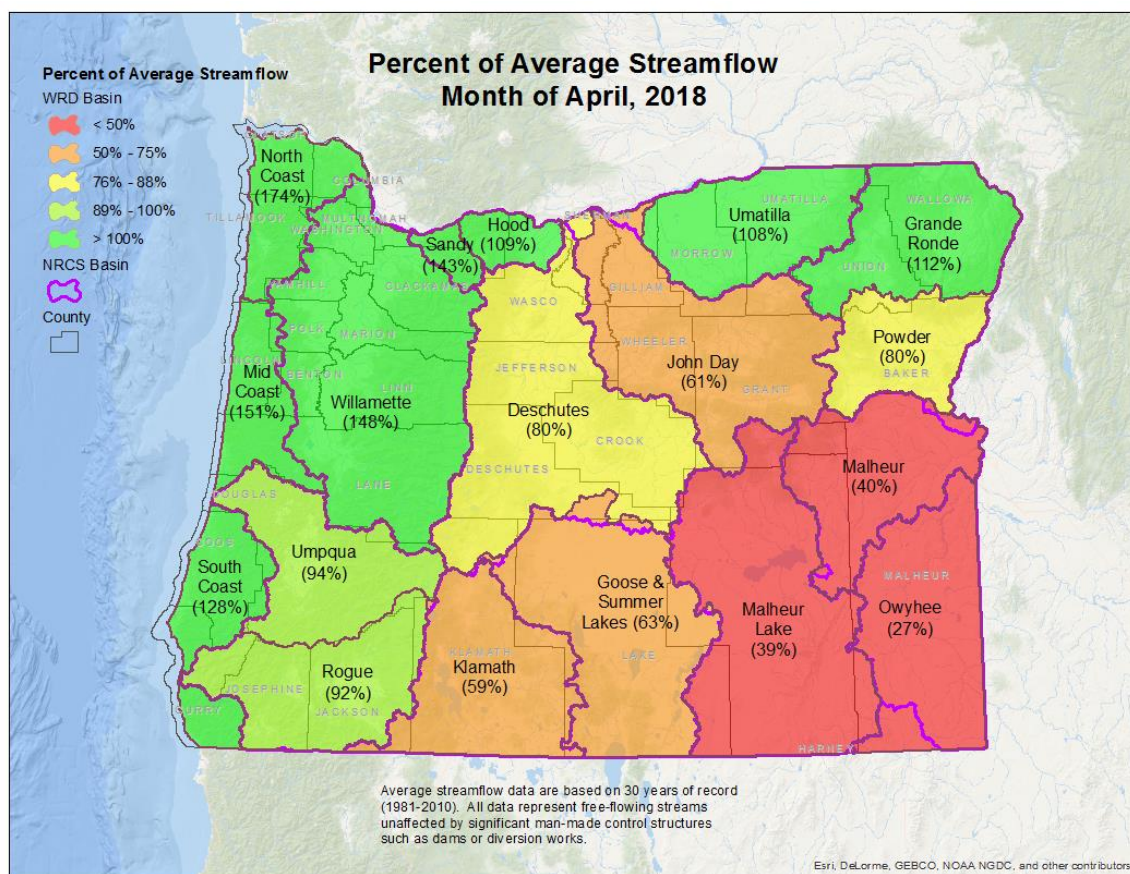 Percent of Average Streamflow
Month of April, 2018
Percent of Average Streamflow
WRD Basin
< 50%
50% - 75%
76% - 88%
89% - 100%
> 100%
NRCS Basin
County
North
Coast
(174%)
COLUMBIA
TILLAMOOK
MULTNOMAH
WASHINGTON
Sandy
(143%)
Hood
(109%)
SHERMAN
UMATILLA
Umatilla
(108%)
MORROW
WALLOWA
Grande
Ronde
(112%)
UNION
YAMHILL
CLACKAMAS
WASCO
GILLIAM
POLK
MARION
WHEELER
Powder
(80%)
BAKER
LINCOLN
BENTON
LINN
JEFFERSON
John Day
(61%)
GRANT
Mid
Coast
(151%)
Willamette
(148%)
Deschutes
(80%)
CROOK
DESCHUTES
LANE
Malheur
(40%)
DOUGLAS
COOS
Umpqua
(94%)
South
Coast
(128%)
Goose &
Summer
Lakes (63%)
MALHEUR
Malheur
Lake
(39%)
Owyhee
(27%)
KLAMATH
Klamath
(59%)
LAKE
JOSEPHINE
Rogue
(92%)
JACKSON
CURRY
HARNEY
Average streamflow data are based on 30 years of record
(1981-2010). All data represent free-flowing streams
unaffected by significant man-made control structures
such as dams or diversion works.
Esri, DeLorme, GEBCO, NOAA NGDC, and other contributors